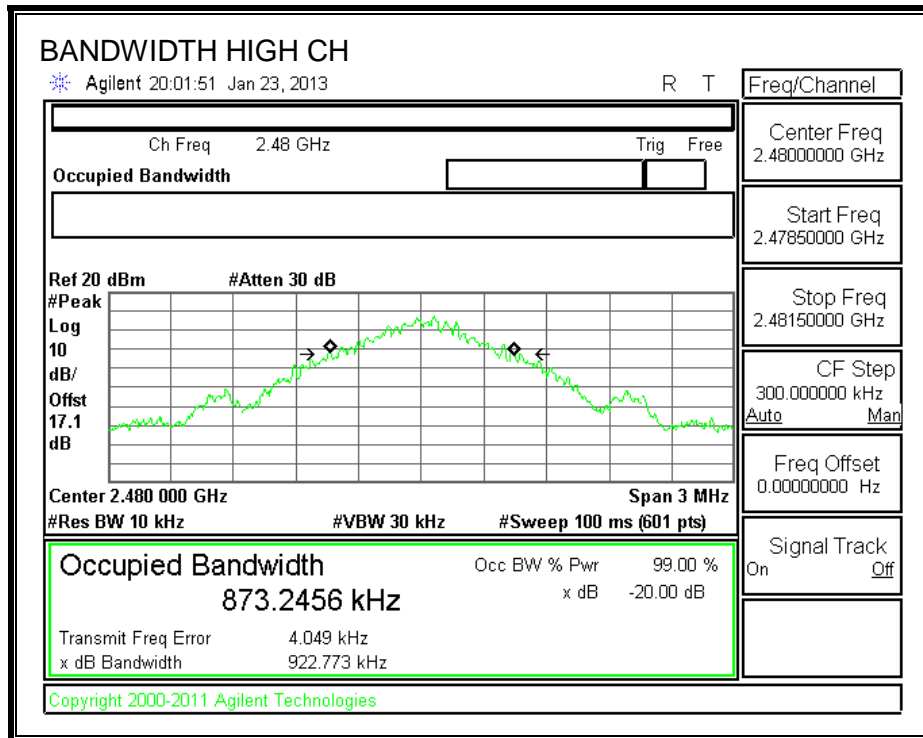 BANDWIDTH HIGH CH
Agilent 20:01:51 Jan 23, 2013 R T
Freq/Channel
Ch Freq 2.48 GHz Trig Free
Occupied Bandwidth
Center Freq
2.48000000 GHz
Start Freq
2.47850000 GHz
Stop Freq
2.48150000 GHz
CF Step
300.000000 kHz
Auto Man
Freq Offset
0.00000000 Hz
Signal Track
On Off
Ref 20 dBm #Atten 30 dB
#Peak
Log
10
dB/
Offst
17.1
dB
Center 2.480 000 GHz Span 3 MHz
#Res BW 10 kHz #VBW 30 kHz #Sweep 100 ms (601 pts)
Occupied Bandwidth Occ BW % Pwr 99.00 %
873.2456 kHz x dB -20.00 dB
Transmit Freq Error 4.049 kHz
x dB Bandwidth 922.773 kHz
Copyright 2000-2011 Agilent Technologies